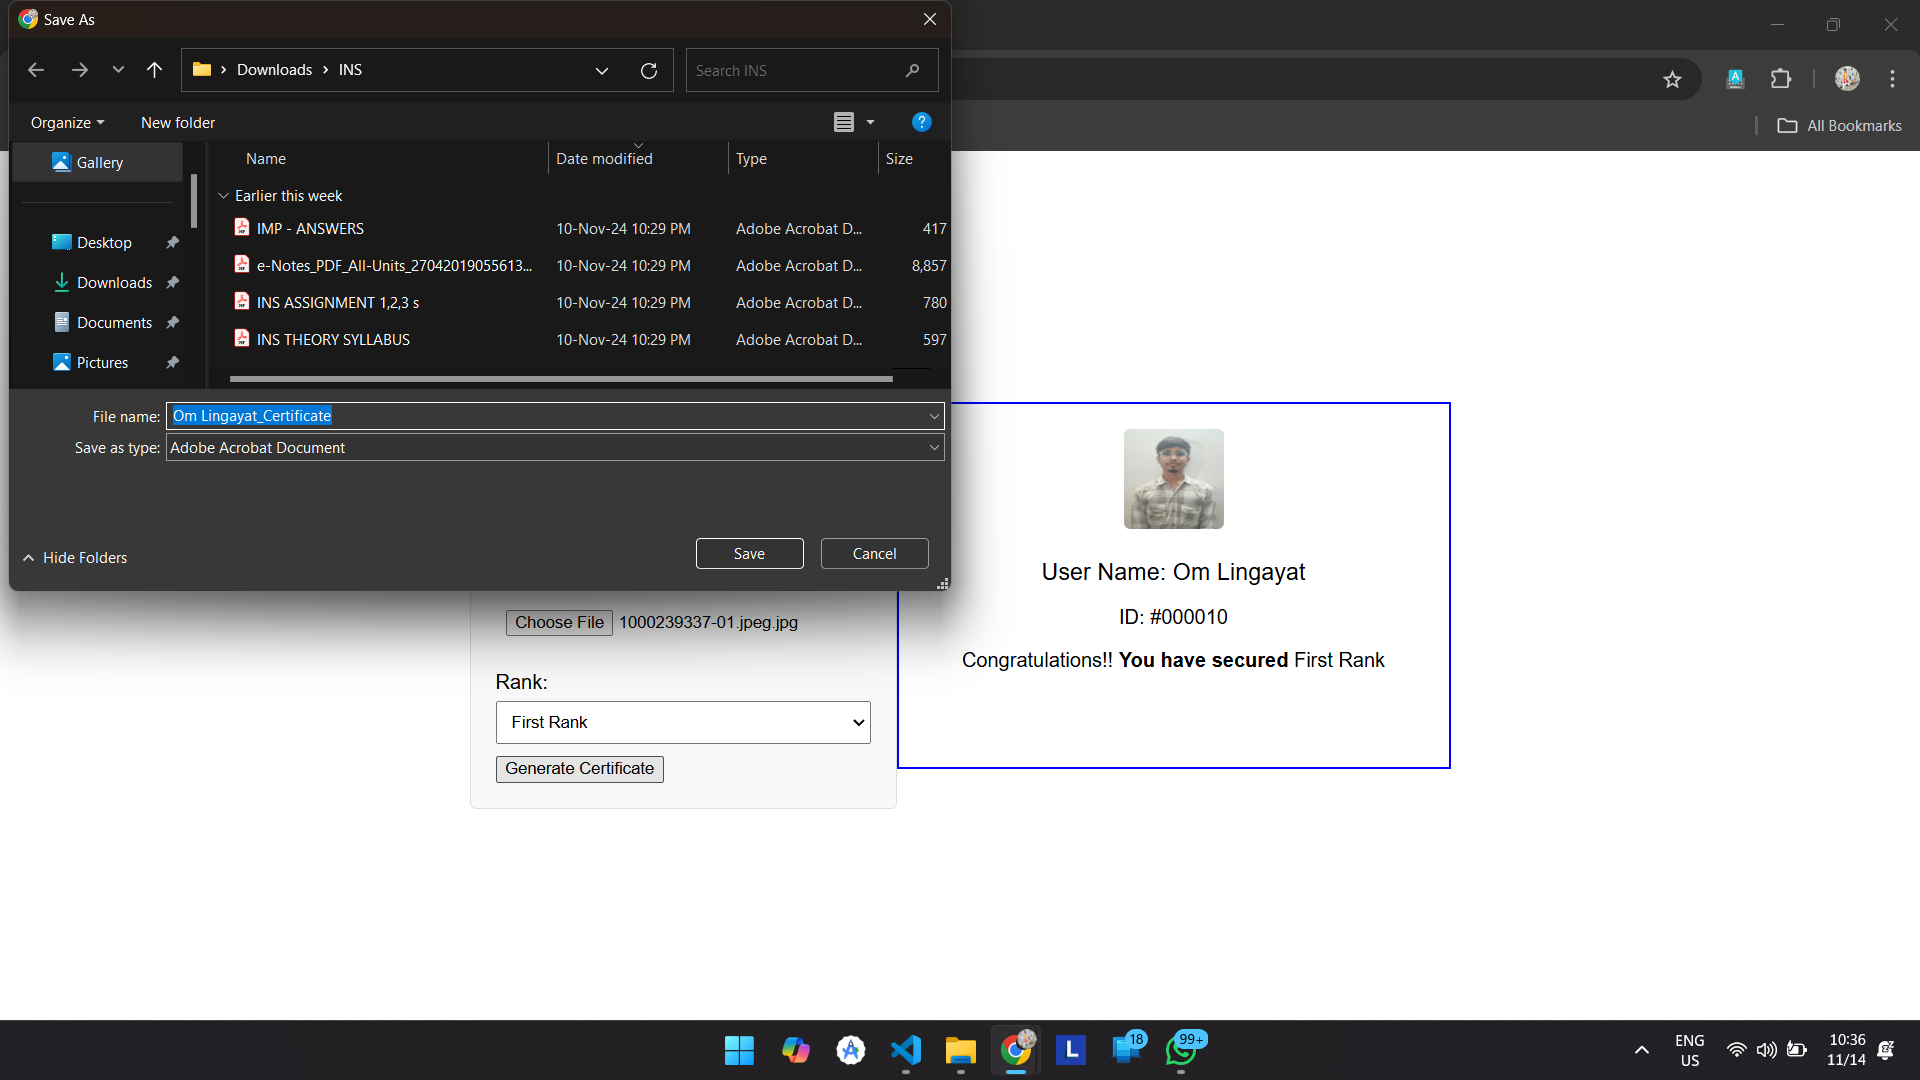 Save As
Downloads > INS
Search INS
Organize
New folder
Gallery
Desktop
Downloads
Documents
Pictures
Name Date modified Type Size
Earlier this week
IMP - ANSWERS 10-Nov-24 10:29 PM Adobe Acrobat D... 417
e-Notes_PDF_All-Units_27042019055613... 10-Nov-24 10:29 PM Adobe Acrobat D... 8,857
INS ASSIGNMENT 1,2,3 s 10-Nov-24 10:29 PM Adobe Acrobat D... 780
INS THEORY SYLLABUS 10-Nov-24 10:29 PM Adobe Acrobat D... 597
File name: Om Lingayat_Certificate
Save as type: Adobe Acrobat Document
Hide Folders
Save
Cancel
All Bookmarks
Choose File 1000239337-01.jpeg.jpg
Rank:
First Rank
Generate Certificate
User Name: Om Lingayat
ID: #000010
Congratulations!! You have secured First Rank
L
18
99+
ENG
US
10:36
11/14